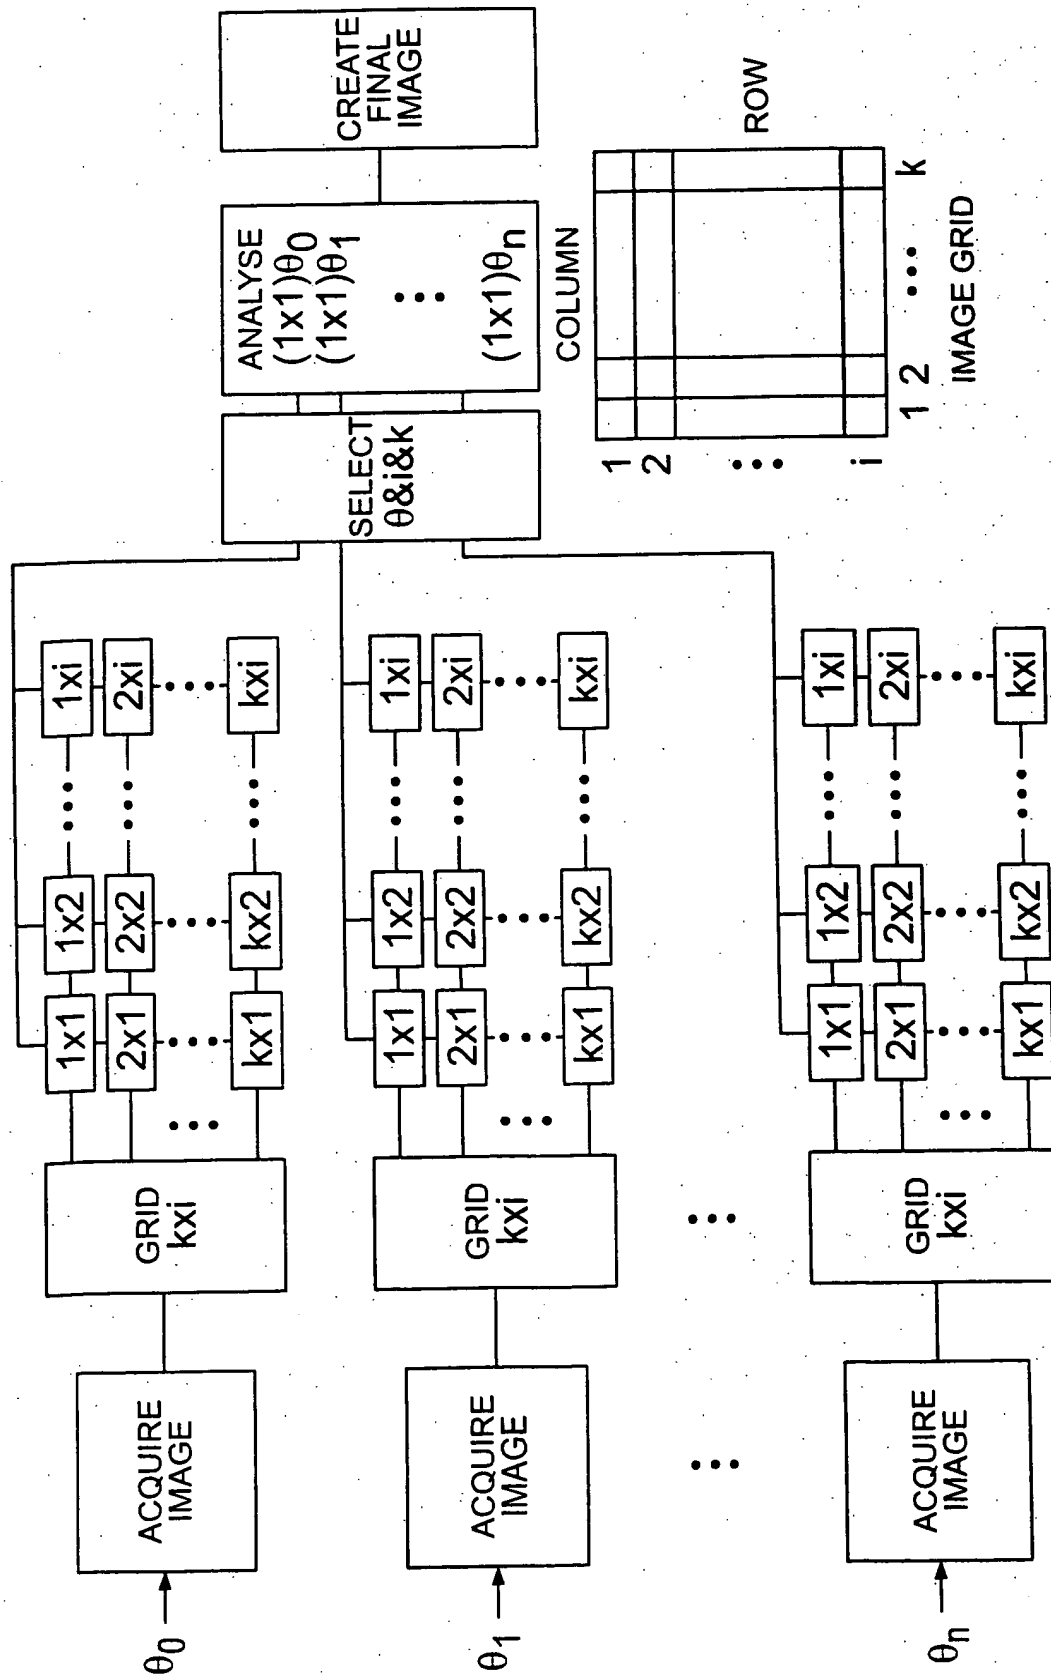 θ0
ACQUIRE
IMAGE
GRID
kxi
1x1
1x2
1xi
2x1
2x2
2xi
kx1
kx2
kxi
θ1
ACQUIRE
IMAGE
GRID
kxi
1x1
1x2
1xi
2x1
2x2
2xi
kx1
kx2
kxi
θn
ACQUIRE
IMAGE
GRID
kxi
1x1
1x2
1xi
2x1
2x2
2xi
kx1
kx2
kxi
SELECT
θ&i&k
ANALYSE
(1x1)θ0
(1x1)θ1
(1x1)θn
CREATE
FINAL
IMAGE
COLUMN
1
2
i
ROW
1 2 ••• k
IMAGE GRID